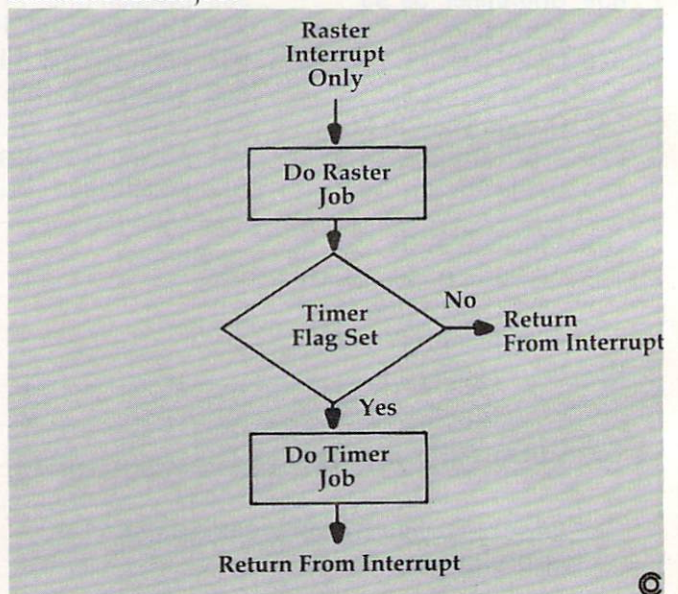 Raster
Interrupt
Only
Do Raster
Job
Timer
Flag Set
No
Return
From Interrupt
Yes
Do Timer
Job
Return From Interrupt